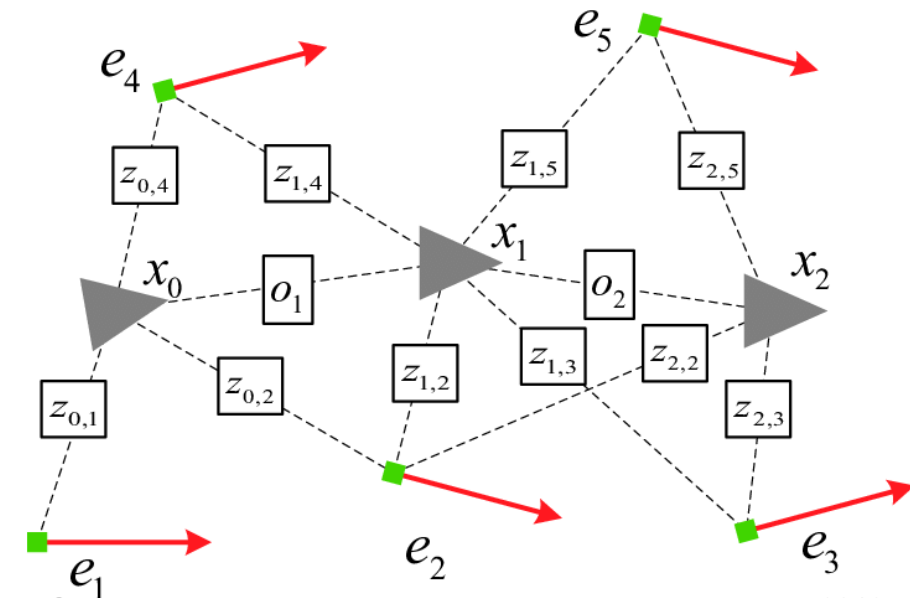 e₅
e₄
z₀,₄
z₁,₄
z₁,₅
z₂,₅
x₀
x₁
x₂
o₁
o₂
z₀,₁
z₀,₂
z₁,₂
z₁,₃
z₂,₂
z₂,₃
e₁
e₂
e₃